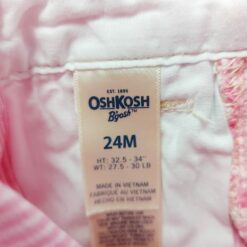 EST. 1895
OSHKOSH
B'gosh™
24M
HT: 32.5 - 34"
WT: 27.5 - 30 LB
MADE IN VIETNAM
FABRIQUÉ AU VIETNAM
HECHO EN VIETNAM